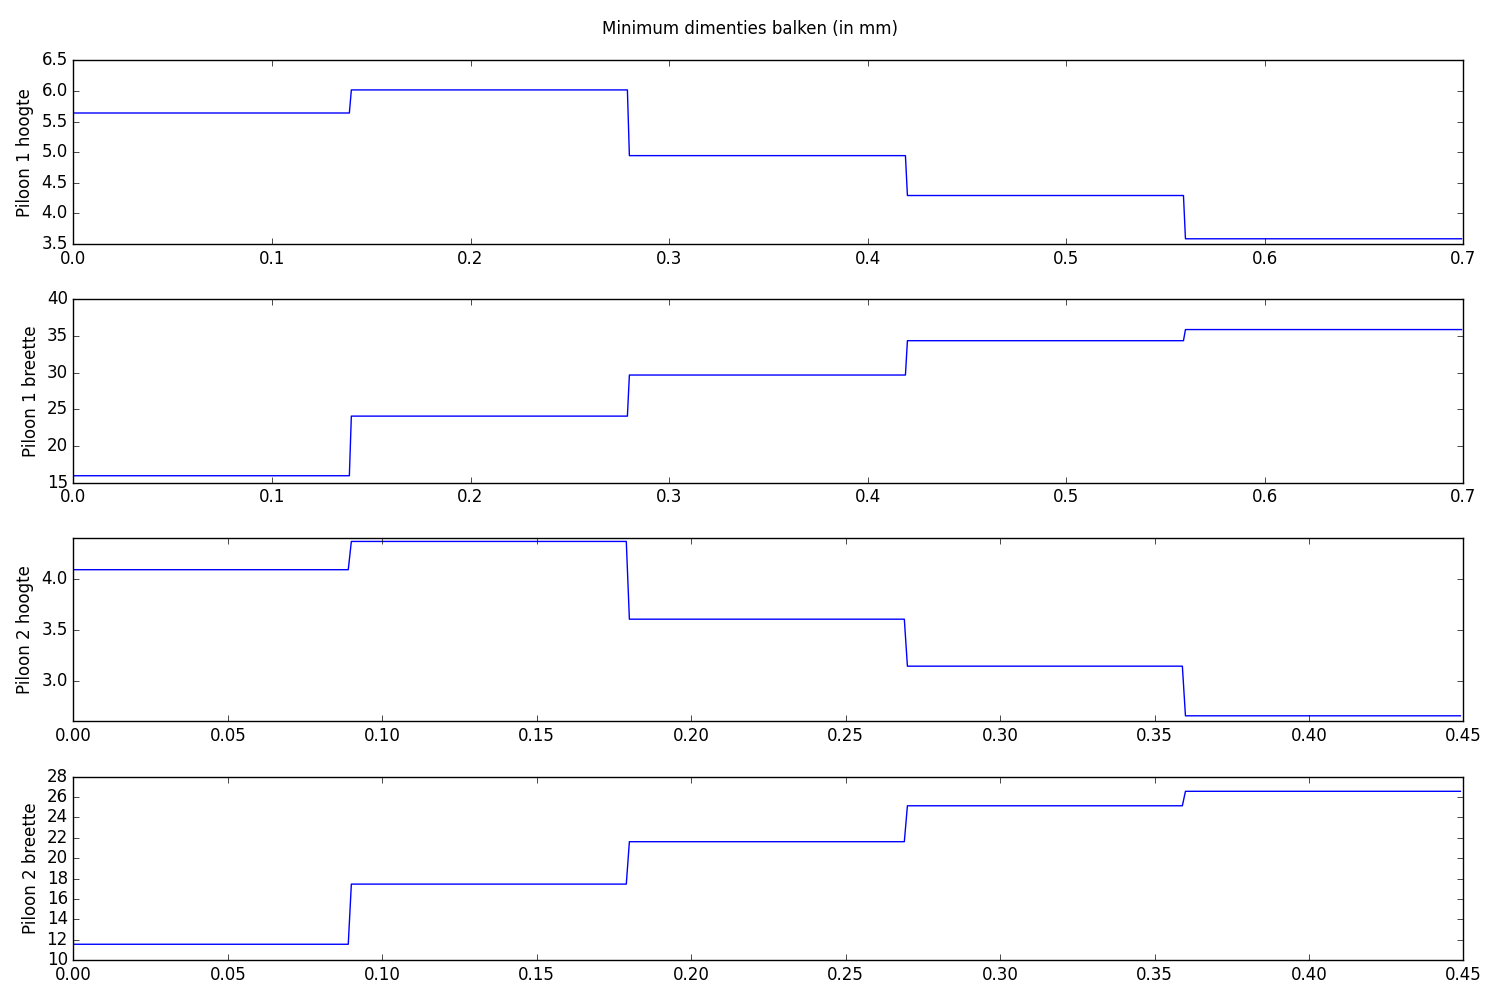 Minimum dimenties balken (in mm)
Piloon 1 hoogte
6.5
6.0
5.5
5.0
4.5
4.0
3.5
0.0 0.1 0.2 0.3 0.4 0.5 0.6 0.7
Piloon 1 breette
40
35
30
25
20
15
0.0 0.1 0.2 0.3 0.4 0.5 0.6 0.7
Piloon 2 hoogte
4.0
3.5
3.0
0.00 0.05 0.10 0.15 0.20 0.25 0.30 0.35 0.40 0.45
Piloon 2 breette
28
26
24
22
20
18
16
14
12
10
0.00 0.05 0.10 0.15 0.20 0.25 0.30 0.35 0.40 0.45